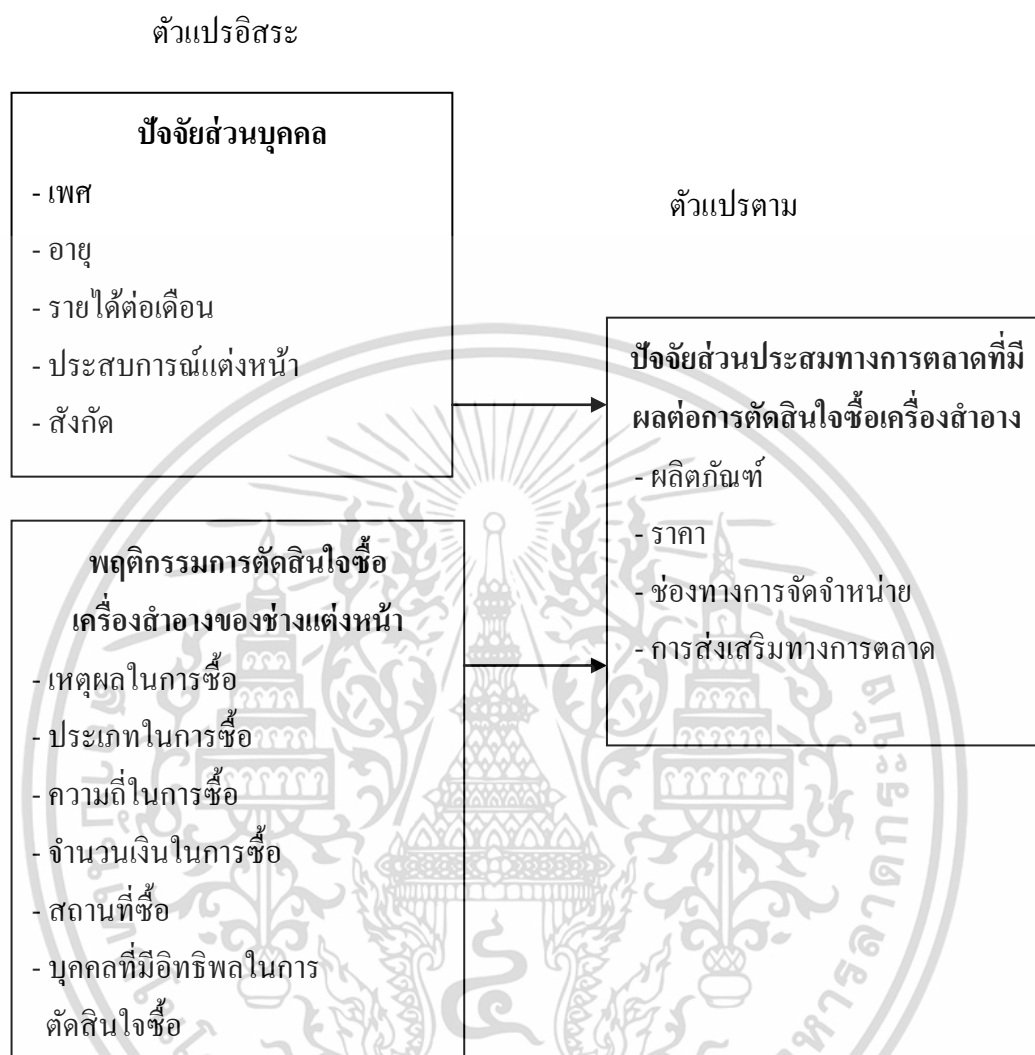 ตัวแปรอิสระ
ปัจจัยส่วนบุคคล
- เพศ
- อายุ
- รายได้ต่อเดือน
- ประสบการณ์แต่งหน้า
- สังกัด
พฤติกรรมการตัดสินใจซื้อ
เครื่องสำอางของช่างแต่งหน้า
- เหตุผลในการซื้อ
- ประเภทในการซื้อ
- ความถี่ในการซื้อ
- จำนวนเงินในการซื้อ
- สถานที่ซื้อ
- บุคคลที่มีอิทธิพลในการ
ตัดสินใจซื้อ
ตัวแปรตาม
ปัจจัยส่วนประสมทางการตลาดที่มี
ผลต่อการตัดสินใจซื้อเครื่องสำอาง
- ผลิตภัณฑ์
- ราคา
- ช่องทางการจัดจำหน่าย
- การส่งเสริมทางการตลาด